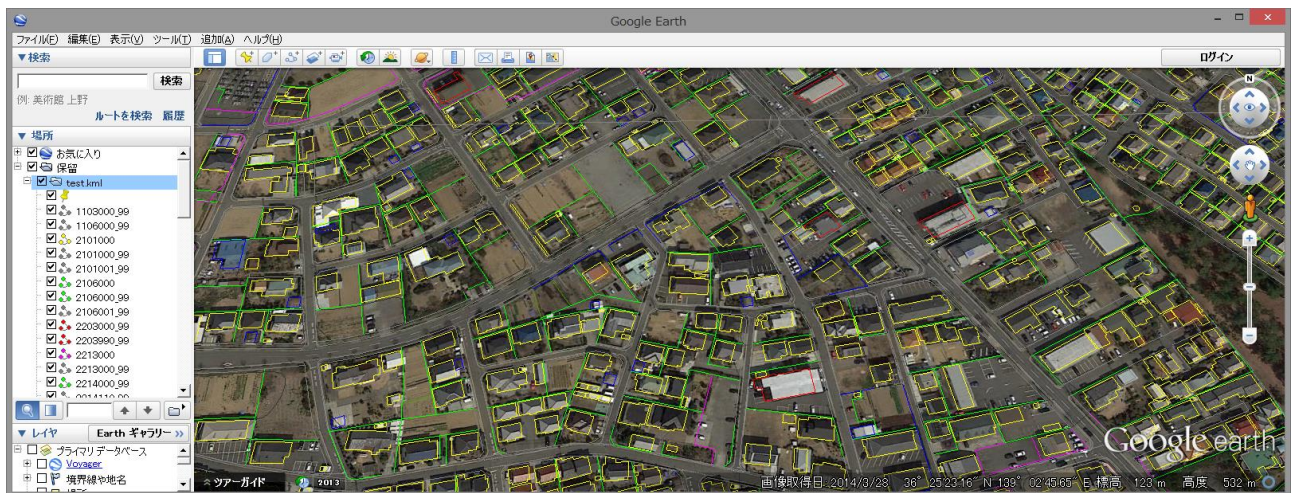 Google Earth
ファイル(F) 編集(E) 表示(V) ツール(T) 追加(A) ヘルプ(H)
▼検索
ログイン
検索
例: 美術館 上野
ルートを検索 履歴
N
▼ 場所
お気に入り
保留
test.kml
1103000_99
1106000_99
2101000
2101000_99
2101001_99
2106000
2106000_99
2106001_99
2203000_99
2203990_99
2213000
2213000_99
2214000_99
▼ レイヤ
Earth ギャラリー >>
プライマリ データベース
Voyager
境界線や地名
Google earth
ツアーガイド
2013
画像取得日: 2014/3/28 36° 25'23.16" N 139° 02'45.65" E 標高 123 m 高度 532 m